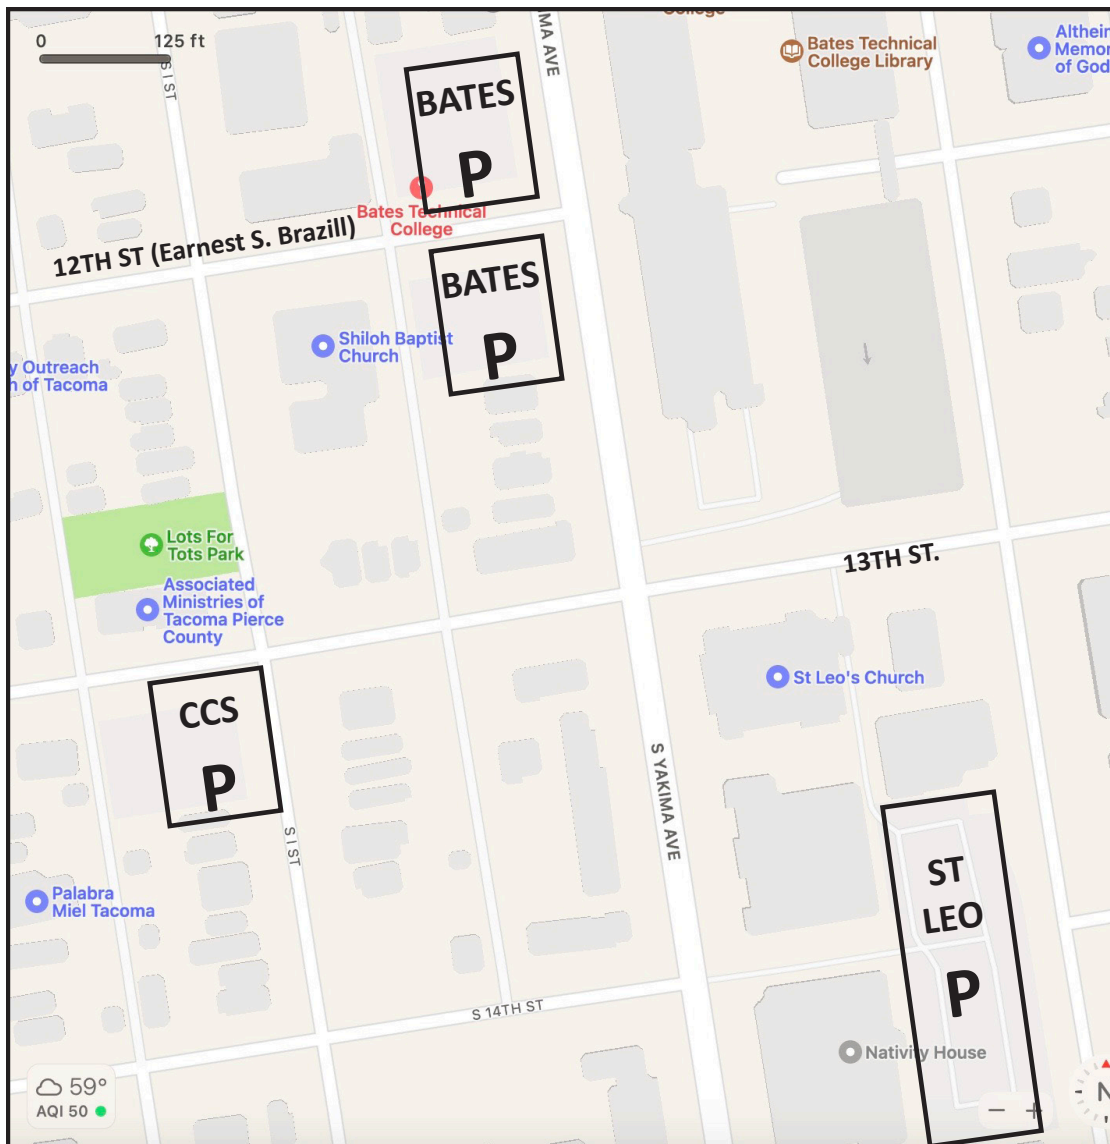 College
0 125 ft
S I ST
IMA AVE
Bates Technical
College Library
Althei
Memor
of God
BATES
P
Bates Technical
College
12TH ST (Earnest S. Brazill)
BATES
P
Shiloh Baptist
Church
y Outreach
h of Tacoma
Lots For
Tots Park
13TH ST.
Associated
Ministries of
Tacoma Pierce
County
St Leo's Church
CCS
P
S YAKIMA AVE
S I ST
ST
LEO
P
Palabra
Miel Tacoma
S 14TH ST
Nativity House
59°
AQI 50
N
− +